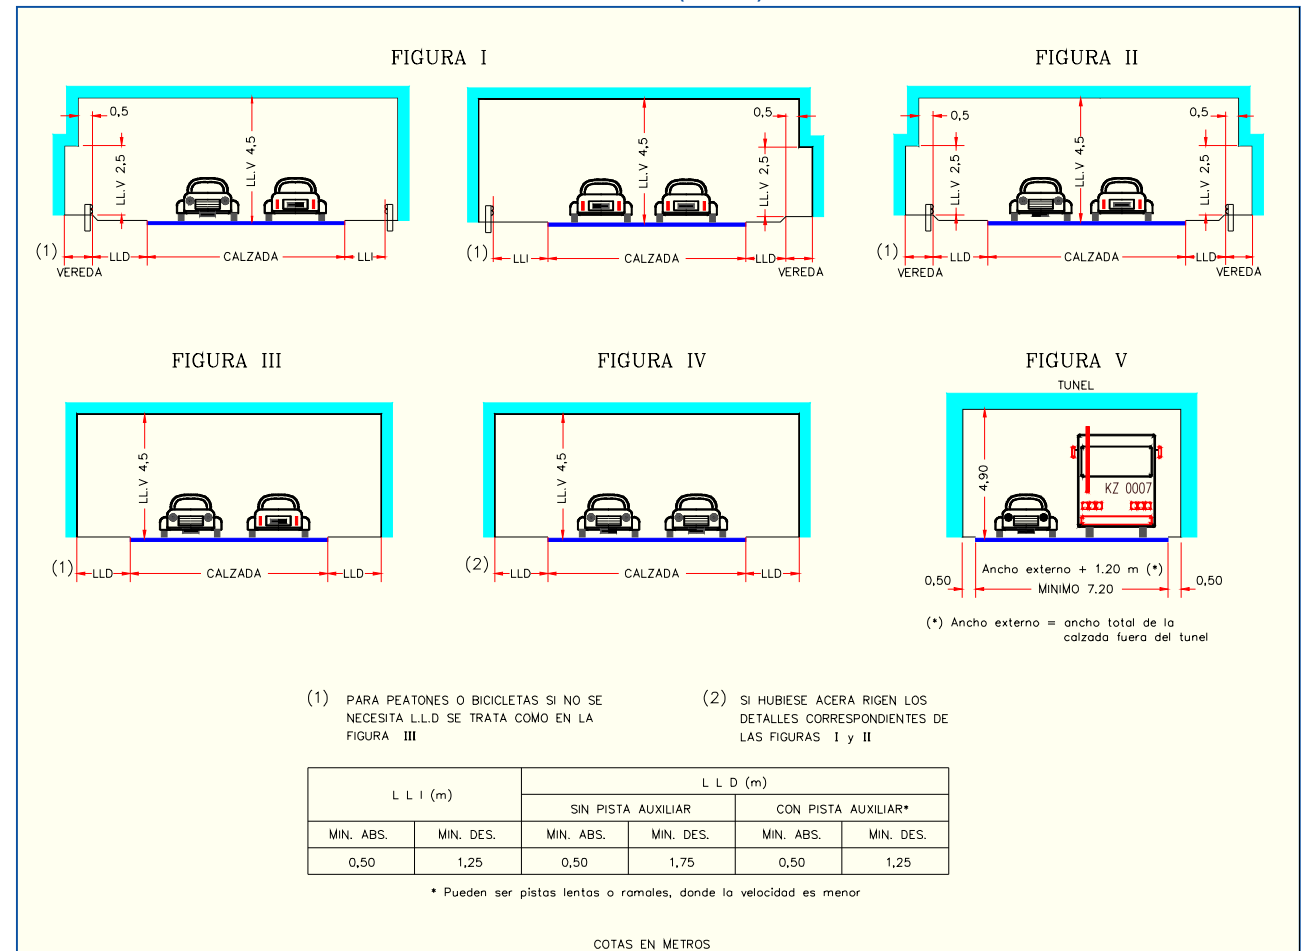 FIGURA I
FIGURA II
0,5
LL.V 2,5
LL.V 4,5
(1)
VEREDA
LLD
CALZADA
LLI
0,5
LL.V 4,5
LL.V 2,5
(1)
LLI
CALZADA
LLD
VEREDA
0,5
0,5
LL.V 2,5
LL.V 4,5
LL.V 2,5
(1)
VEREDA
LLD
CALZADA
LLD
VEREDA
FIGURA III
FIGURA IV
FIGURA V
TUNEL
LL.V 4,5
(1)
LLD
CALZADA
LLD
LL.V 4,5
(2)
LLD
CALZADA
LLD
4,90
KZ 0007
Ancho externo + 1.20 m (*)
0,50
MINIMO 7.20
0,50
(*) Ancho externo = ancho total de la
calzada fuera del tunel
(1) PARA PEATONES O BICICLETAS SI NO SE
NECESITA L.L.D SE TRATA COMO EN LA
FIGURA III
(2) SI HUBIESE ACERA RIGEN LOS
DETALLES CORRESPONDIENTES DE
LAS FIGURAS I y II
L L I (m)
L L D (m)
SIN PISTA AUXILIAR
CON PISTA AUXILIAR*
MIN. ABS. MIN. DES. MIN. ABS. MIN. DES. MIN. ABS. MIN. DES.
0,50 1,25 0,50 1,75 0,50 1,25
* Pueden ser pistas lentas o ramales, donde la velocidad es menor
COTAS EN METROS